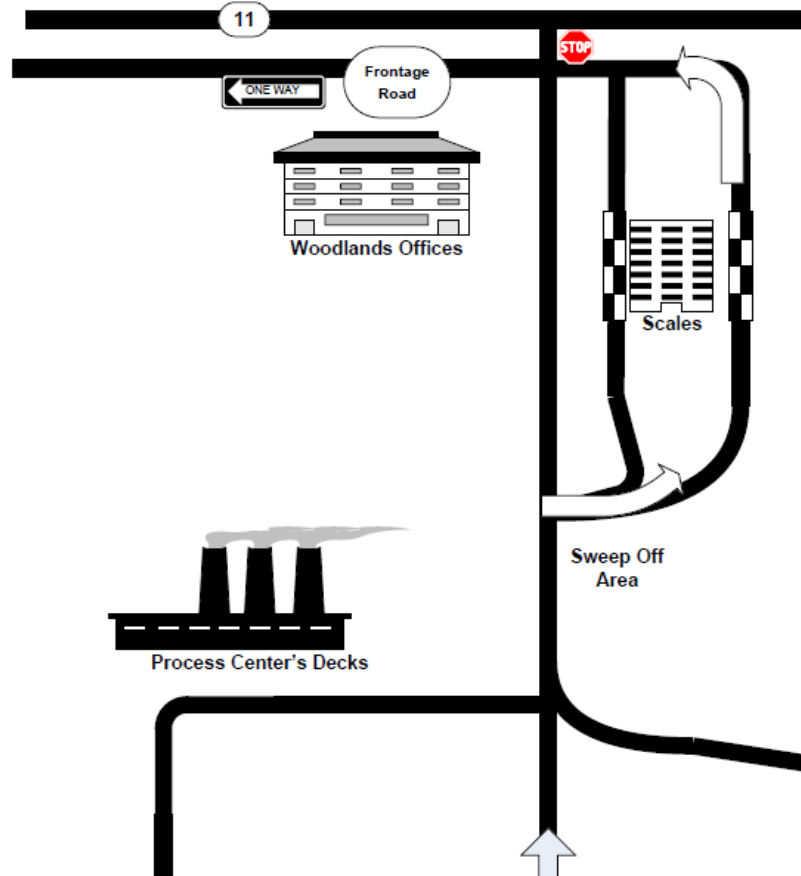 11
STOP
ONE WAY
Frontage
Road
Woodlands Offices
Scales
Sweep Off
Area
Process Center's Decks